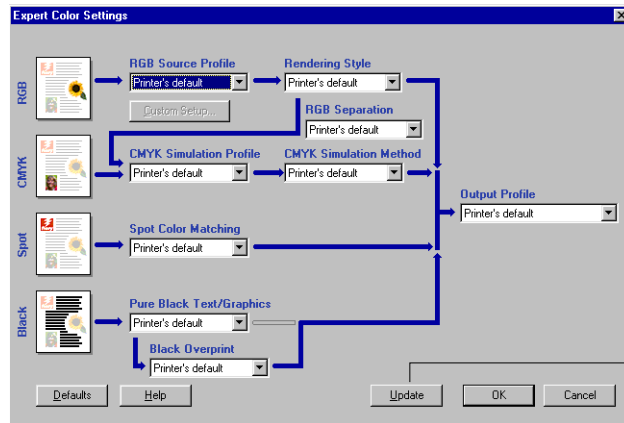 Expert Color Settings
RGB Source Profile
Rendering Style
Printer's default
Printer's default
RGB
Custom Setup...
RGB Separation
Printer's default
CMYK Simulation Profile
CMYK Simulation Method
Printer's default
Printer's default
CMYK
Output Profile
Printer's default
Spot Color Matching
Printer's default
Spot
Pure Black Text/Graphics
Printer's default
Black
Black Overprint
Printer's default
Defaults
Help
Update
OK
Cancel